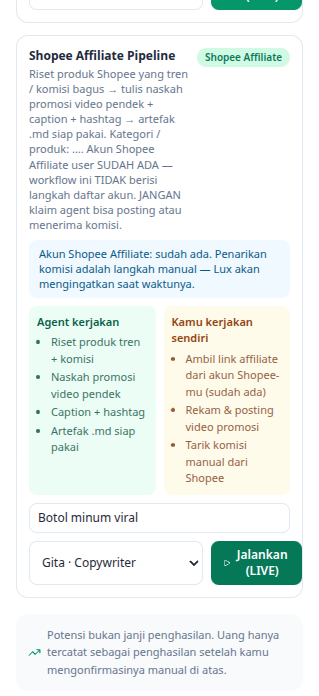 Shopee Affiliate Pipeline
Shopee Affiliate
Riset produk Shopee yang tren
/ komisi bagus → tulis naskah
promosi video pendek +
caption + hashtag → artefak
.md siap pakai. Kategori /
produk: .... Akun Shopee
Affiliate user SUDAH ADA —
workflow ini TIDAK berisi
langkah daftar akun. JANGAN
klaim agent bisa posting atau
menerima komisi.
Akun Shopee Affiliate: sudah ada. Penarikan
komisi adalah langkah manual — Lux akan
mengingatkan saat waktunya.
Agent kerjakan
• Riset produk tren
+ komisi
• Naskah promosi
video pendek
• Caption + hashtag
• Artefak .md siap
pakai
Kamu kerjakan
sendiri
• Ambil link affiliate
dari akun Shopee-
mu (sudah ada)
• Rekam & posting
video promosi
• Tarik komisi
manual dari
Shopee
Botol minum viral
Gita · Copywriter
Jalankan
(LIVE)
Potensi bukan janji penghasilan. Uang hanya
tercatat sebagai penghasilan setelah kamu
mengonfirmasinya manual di atas.